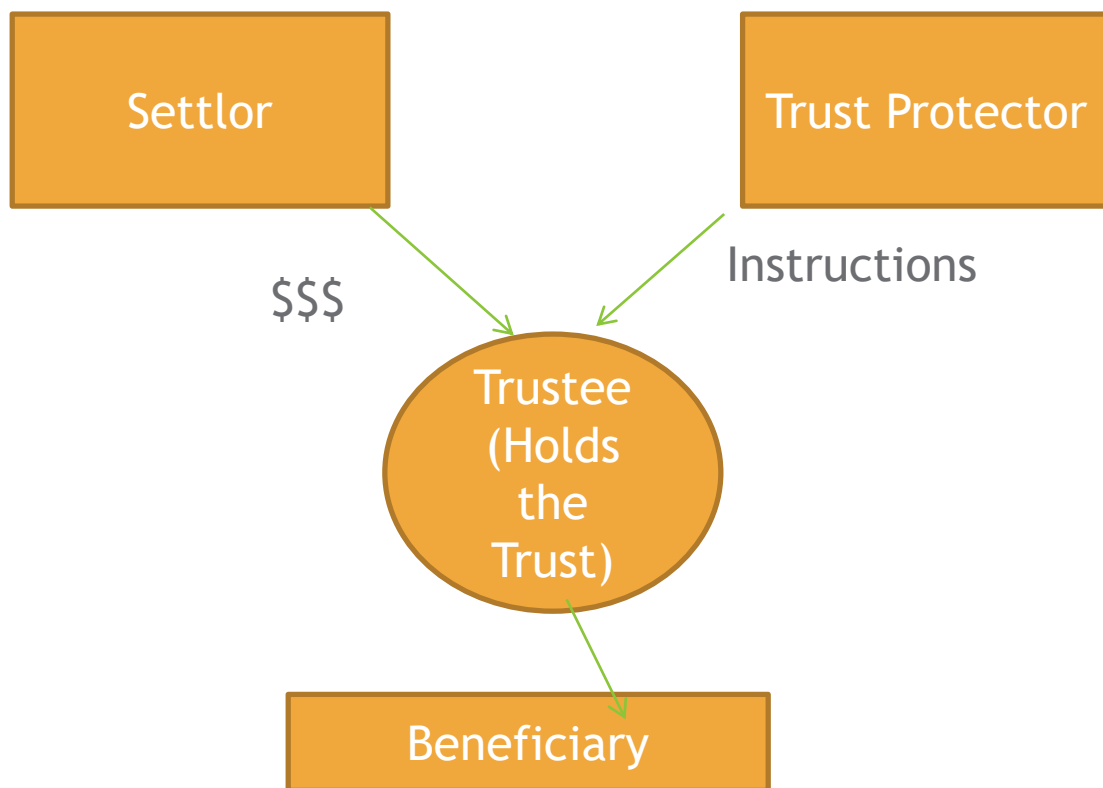 Settlor
Trust Protector
$$$
Instructions
Trustee
(Holds
the
Trust)
Beneficiary